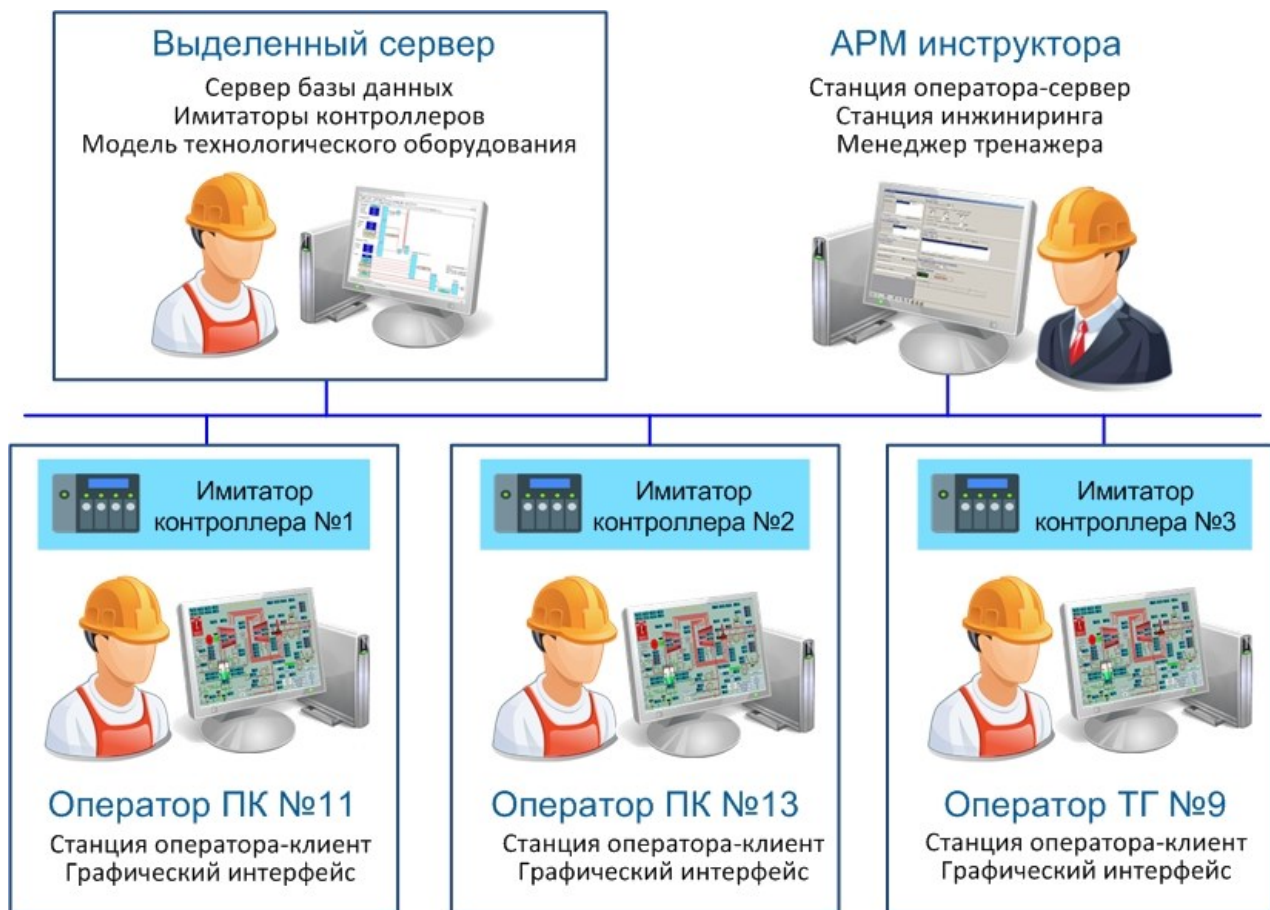 Выделенный сервер
Сервер базы данных
Имитаторы контроллеров
Модель технологического оборудования
АРМ инструктора
Станция оператора-сервер
Станция инжиниринга
Менеджер тренажера
Имитатор
контроллера №1
Оператор ПК №11
Станция оператора-клиент
Графический интерфейс
Имитатор
контроллера №2
Оператор ПК №13
Станция оператора-клиент
Графический интерфейс
Имитатор
контроллера №3
Оператор ТГ №9
Станция оператора-клиент
Графический интерфейс